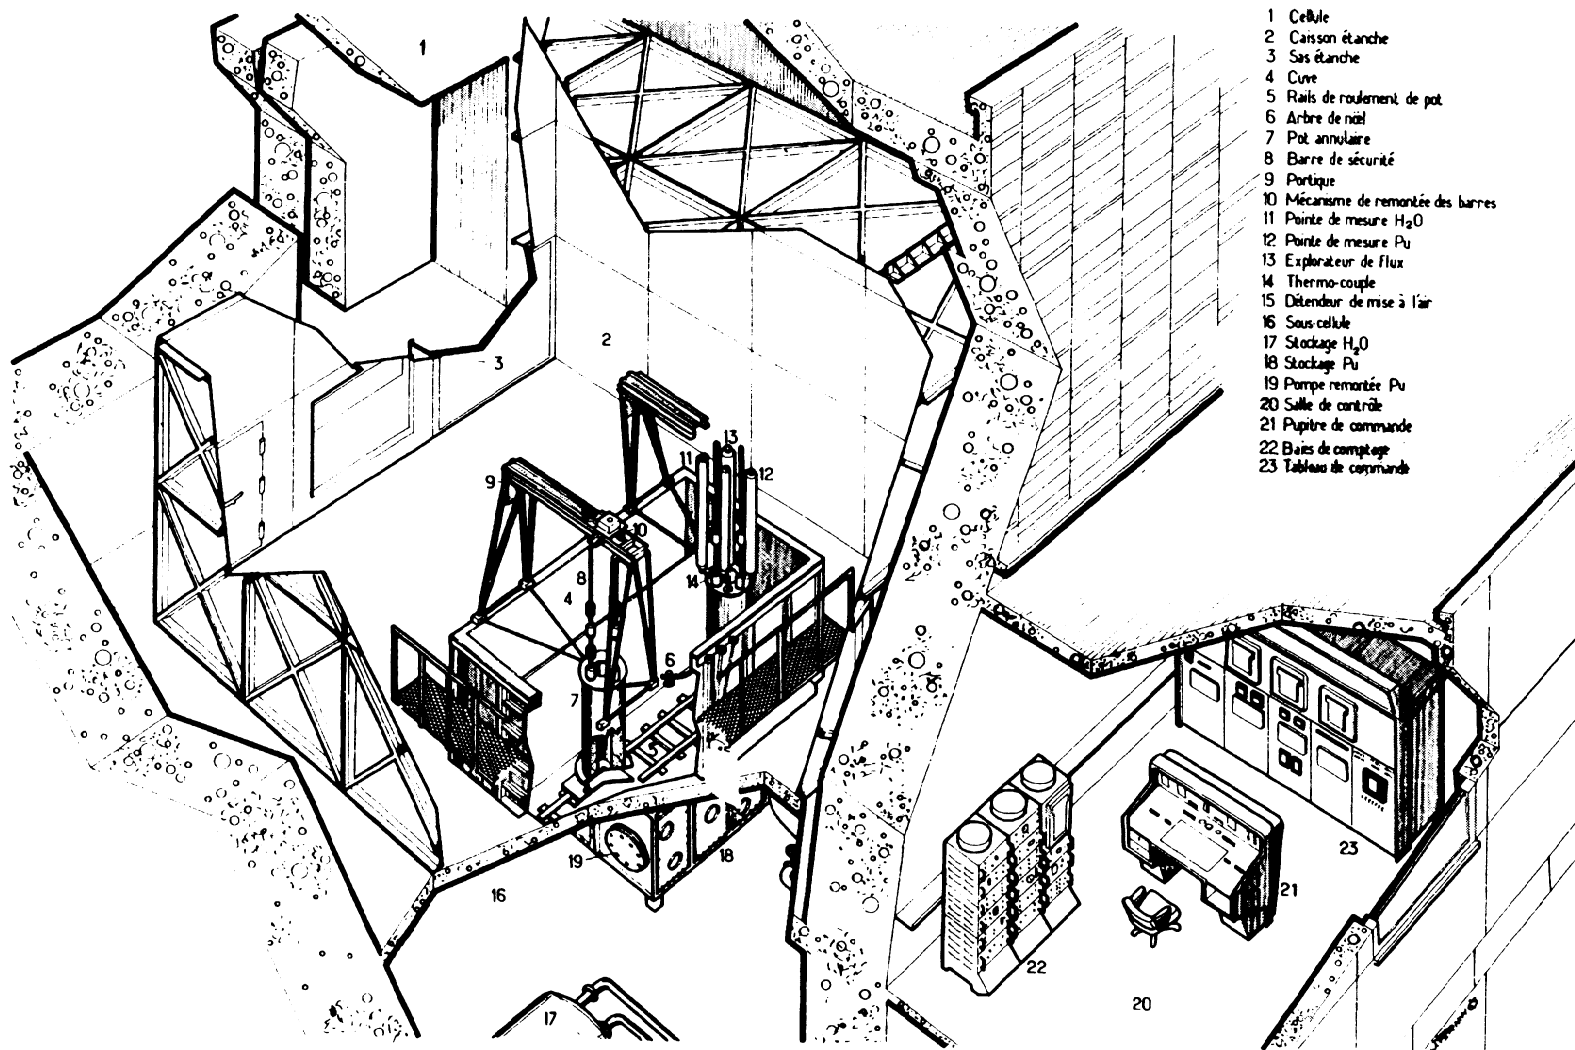 1 Cellule
2 Caisson étanche
3 Sas étanche
4 Cuve
5 Rails de roulement de pot
6 Arbre de nöel
7 Pot annulaire
8 Barre de sécurité
9 Portique
10 Mécanisme de remontée des barres
11 Pointe de mesure H₂O
12 Pointe de mesure Pu
13 Explorateur de flux
14 Thermo-couple
15 Détendeur de mise à l'air
16 Sous-cellule
17 Stockage H₂O
18 Stockage Pu
19 Pompe remontée Pu
20 Salle de contrôle
21 Pupitre de commande
22 Baies de comptage
23 Tableau de commande
1
2
3
13
11
12
9
10
8
14
4
6
7
5
19
18
16
17
23
21
22
20